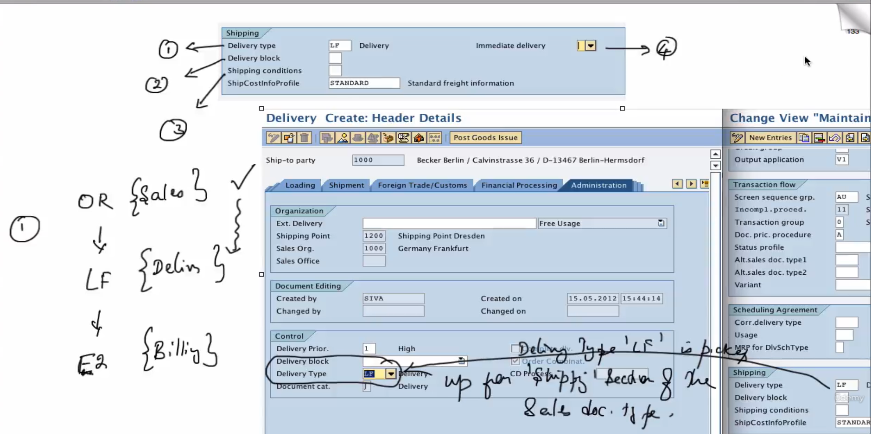 133
Shipping
① Delivery type LF Delivery Immediate delivery ④
② Delivery block
③ Shipping conditions
ShipCostInfoProfile STANDARD Standard freight information
Delivery Create: Header Details
Post Goods Issue
Ship-to party 1000 Becker Berlin / Calvinstrasse 36 / D-13467 Berlin-Hermsdorf
Loading Shipment Foreign Trade/Customs Financial Processing Administration
Organization
Ext. Delivery Free Usage
Shipping Point 1200 Shipping Point Dresden
Sales Org. 1000 Germany Frankfurt
Sales Office
Document Editing
Created by SIVA Created on 15.05.2012 15:44:14
Changed by Changed on
Control
Delivery Prior. 1 High
Delivery block Order Combinat.
Delivery Type LF Delivery CD Process
Document cat. J Delivery
Change View "Maintain
New Entries
Output application V1
Transaction flow
Screen sequence grp. AU S
Incompl.proced. 11 S
Transaction group 0 S
Doc. pric. procedure A
Status profile
Alt.sales doc. type1
Alt.sales doc. type2
Variant
Scheduling Agreement
Corr.delivery type
Usage
MRP for DlvSchType
Shipping
Delivery type LF D
Delivery block
Shipping conditions
ShipCostInfoProfile STANDAR
① OR {Sales}
LF {Deliv}
F2 {Billig}
Delivery Type 'LF' is picked
up from 'Shippg' Section of the
Sales doc. type.